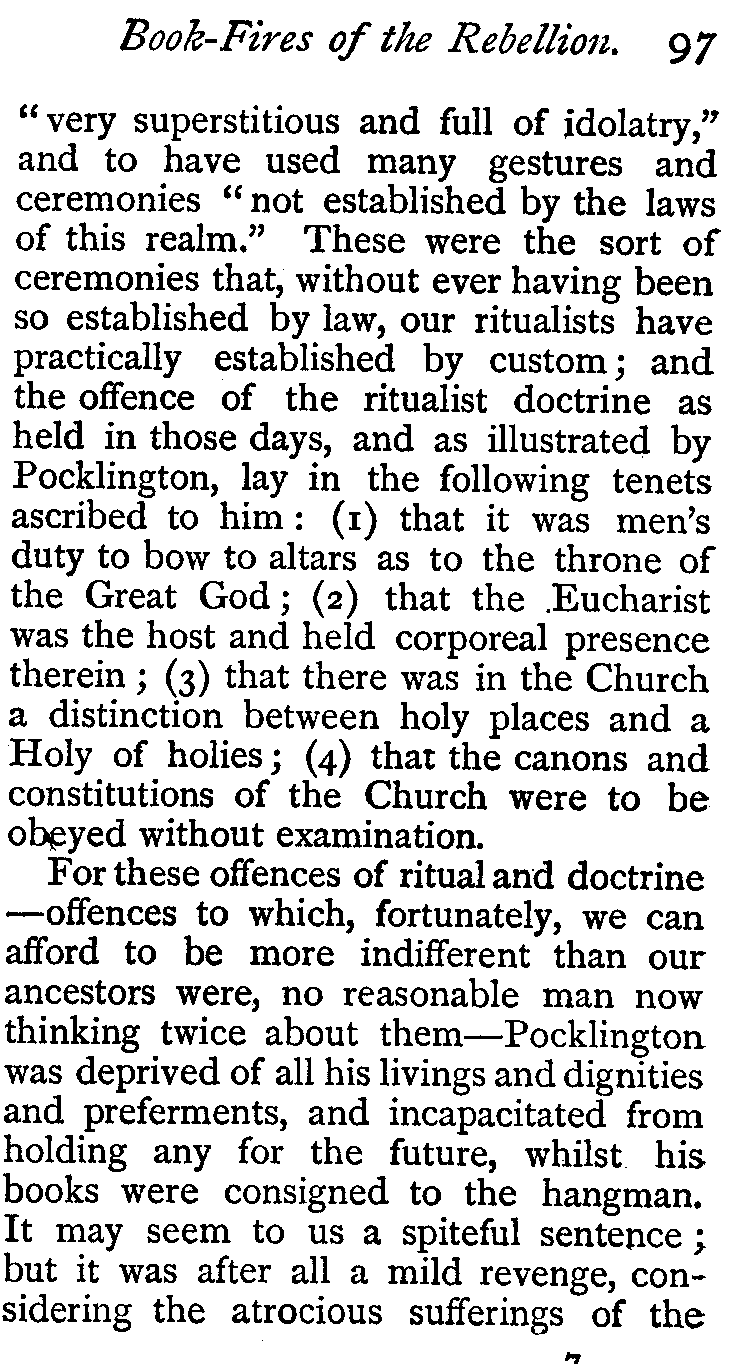 Book-Fires of the Rebellion. 97
“very superstitious and full of idolatry,”
and to have used many gestures and
ceremonies “not established by the laws
of this realm.” These were the sort of
ceremonies that, without ever having been
so established by law, our ritualists have
practically established by custom; and
the offence of the ritualist doctrine as
held in those days, and as illustrated by
Pocklington, lay in the following tenets
ascribed to him: (1) that it was men's
duty to bow to altars as to the throne of
the Great God; (2) that the Eucharist
was the host and held corporeal presence
therein; (3) that there was in the Church
a distinction between holy places and a
Holy of holies; (4) that the canons and
constitutions of the Church were to be
obeyed without examination.
For these offences of ritual and doctrine
—offences to which, fortunately, we can
afford to be more indifferent than our
ancestors were, no reasonable man now
thinking twice about them—Pocklington
was deprived of all his livings and dignities
and preferments, and incapacitated from
holding any for the future, whilst his
books were consigned to the hangman.
It may seem to us a spiteful sentence;
but it was after all a mild revenge, con-
sidering the atrocious sufferings of the
7